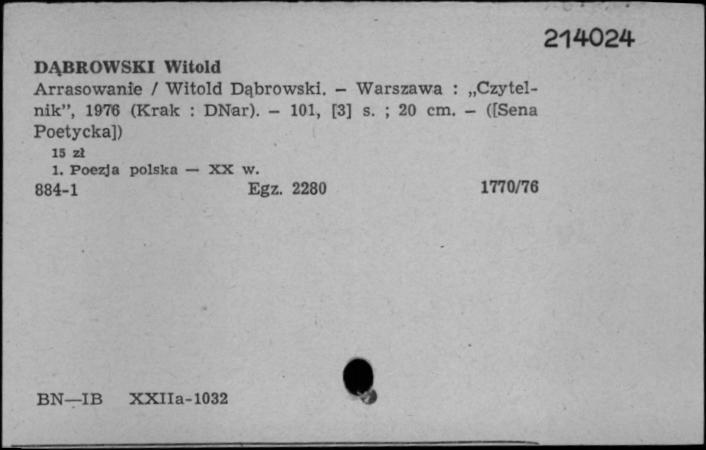 214024
DĄBROWSKI Witold
Arrasowanie / Witold Dąbrowski. – Warszawa : „Czytel-
nik”, 1976 (Krak : DNar). – 101, [3] s. ; 20 cm. – ([Sena
Poetycka])
15 zł
1. Poezja polska — XX w.
884-1 Egz. 2280 1770/76
BN—IB XXIIa-1032